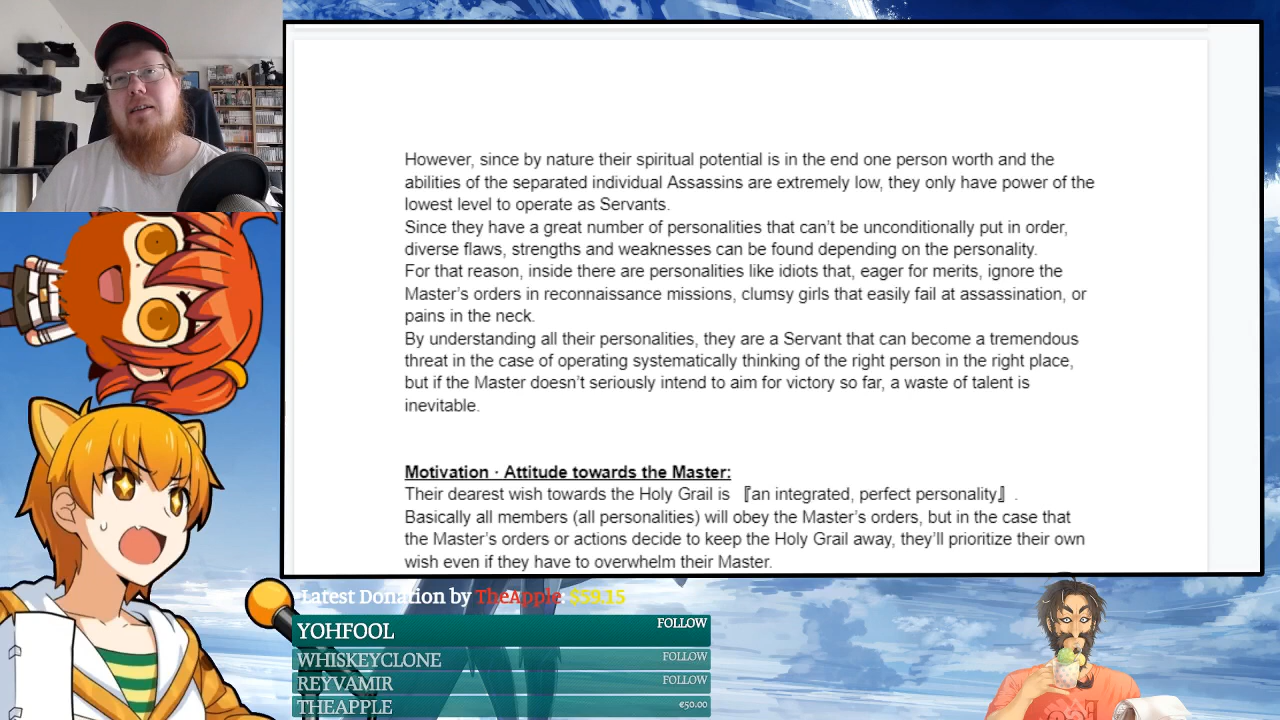 However, since by nature their spiritual potential is in the end one person worth and the
abilities of the separated individual Assassins are extremely low, they only have power of the
lowest level to operate as Servants.
Since they have a great number of personalities that can't be unconditionally put in order,
diverse flaws, strengths and weaknesses can be found depending on the personality.
For that reason, inside there are personalities like idiots that, eager for merits, ignore the
Master's orders in reconnaissance missions, clumsy girls that easily fail at assassination, or
pains in the neck.
By understanding all their personalities, they are a Servant that can become a tremendous
threat in the case of operating systematically thinking of the right person in the right place,
but if the Master doesn't seriously intend to aim for victory so far, a waste of talent is
inevitable.
Motivation · Attitude towards the Master:
Their dearest wish towards the Holy Grail is 『an integrated, perfect personality』.
Basically all members (all personalities) will obey the Master's orders, but in the case that
the Master's orders or actions decide to keep the Holy Grail away, they'll prioritize their own
wish even if they have to overwhelm their Master.
Latest Donation by TheApple: $59.15
YOHFOOL FOLLOW
WHISKEYCLONE FOLLOW
REYVAMIR FOLLOW
THEAPPLE €50.00